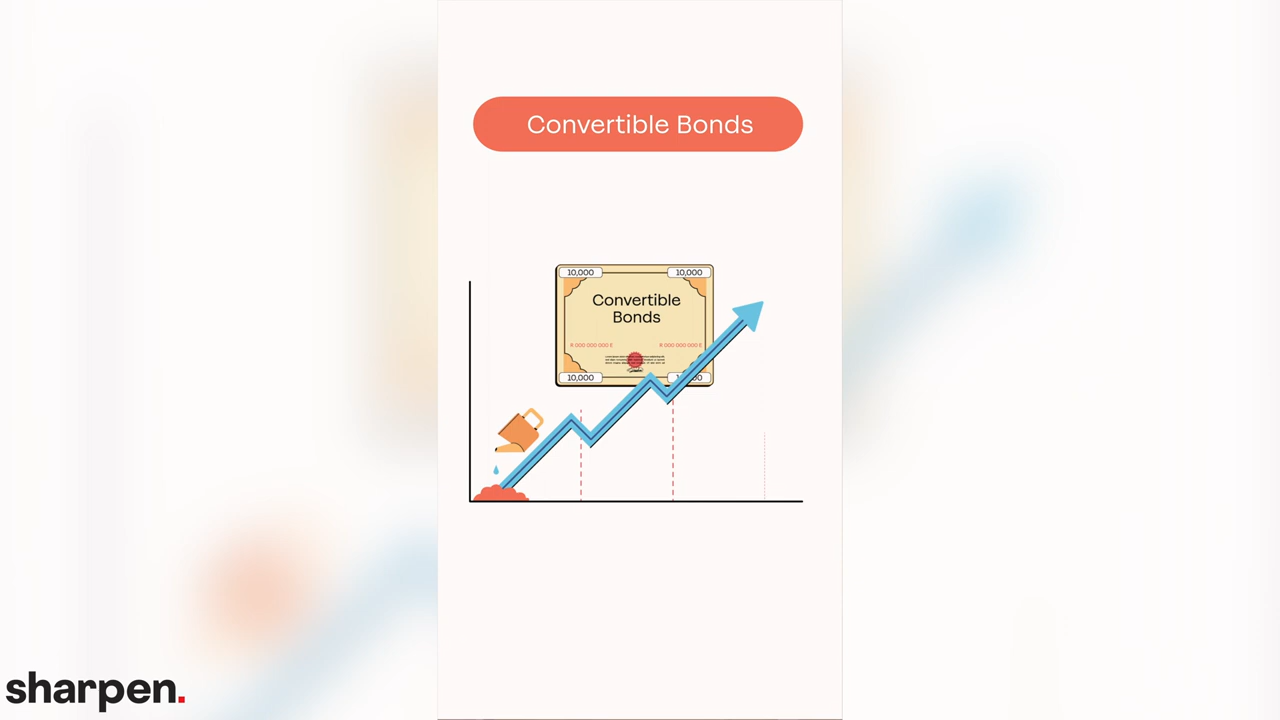 Convertible Bonds
10,000 10,000
Convertible
Bonds
10,000
sharpen.